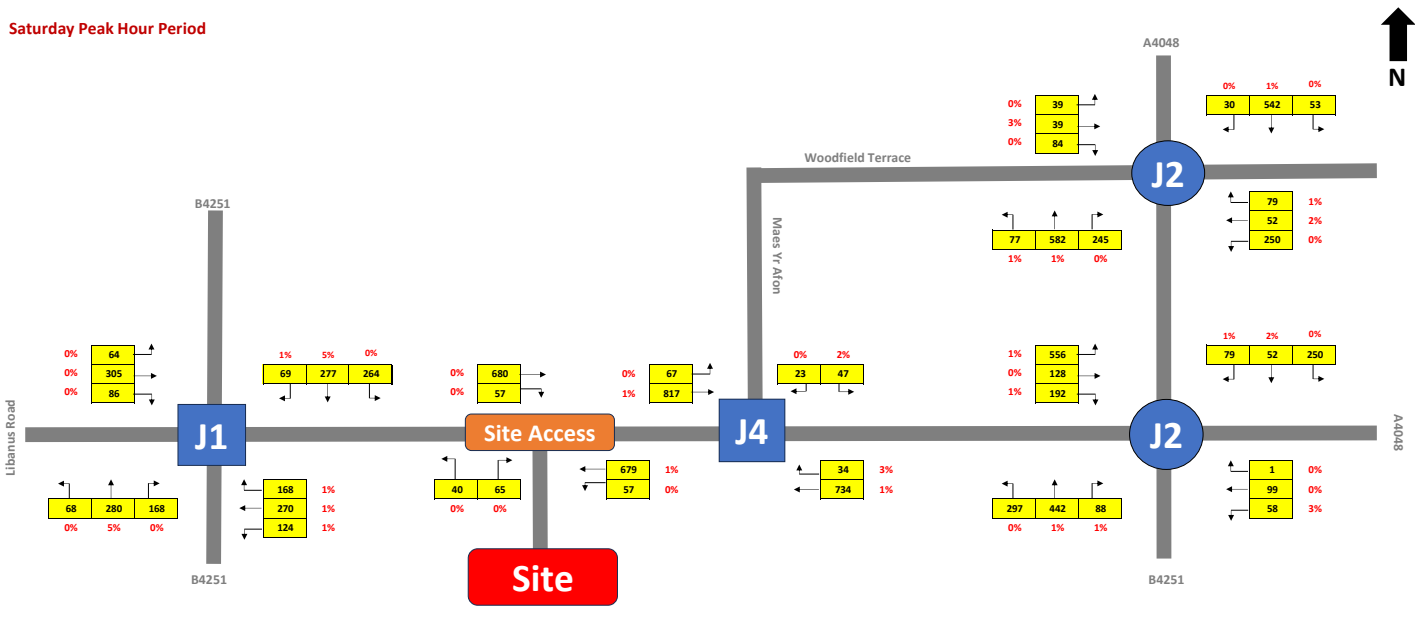 Saturday Peak Hour Period
N
A4048
0% 1% 0%
30 542 53
0% 39
3% 39
0% 84
Woodfield Terrace
J2
79 1%
52 2%
250 0%
77 582 245
1% 1% 0%
Maes Yr Afon
B4251
0% 64
0% 305
0% 86
1% 5% 0%
69 277 264
0% 680
0% 57
0% 67
1% 817
0% 2%
23 47
1% 556
0% 128
1% 192
1% 2% 0%
79 52 250
Libanus Road
J1
Site Access
J4
J2
A4048
68 280 168
0% 5% 0%
168 1%
270 1%
124 1%
40 65
0% 0%
679 1%
57 0%
34 3%
734 1%
297 442 88
0% 1% 1%
1 0%
99 0%
58 3%
B4251
Site
B4251